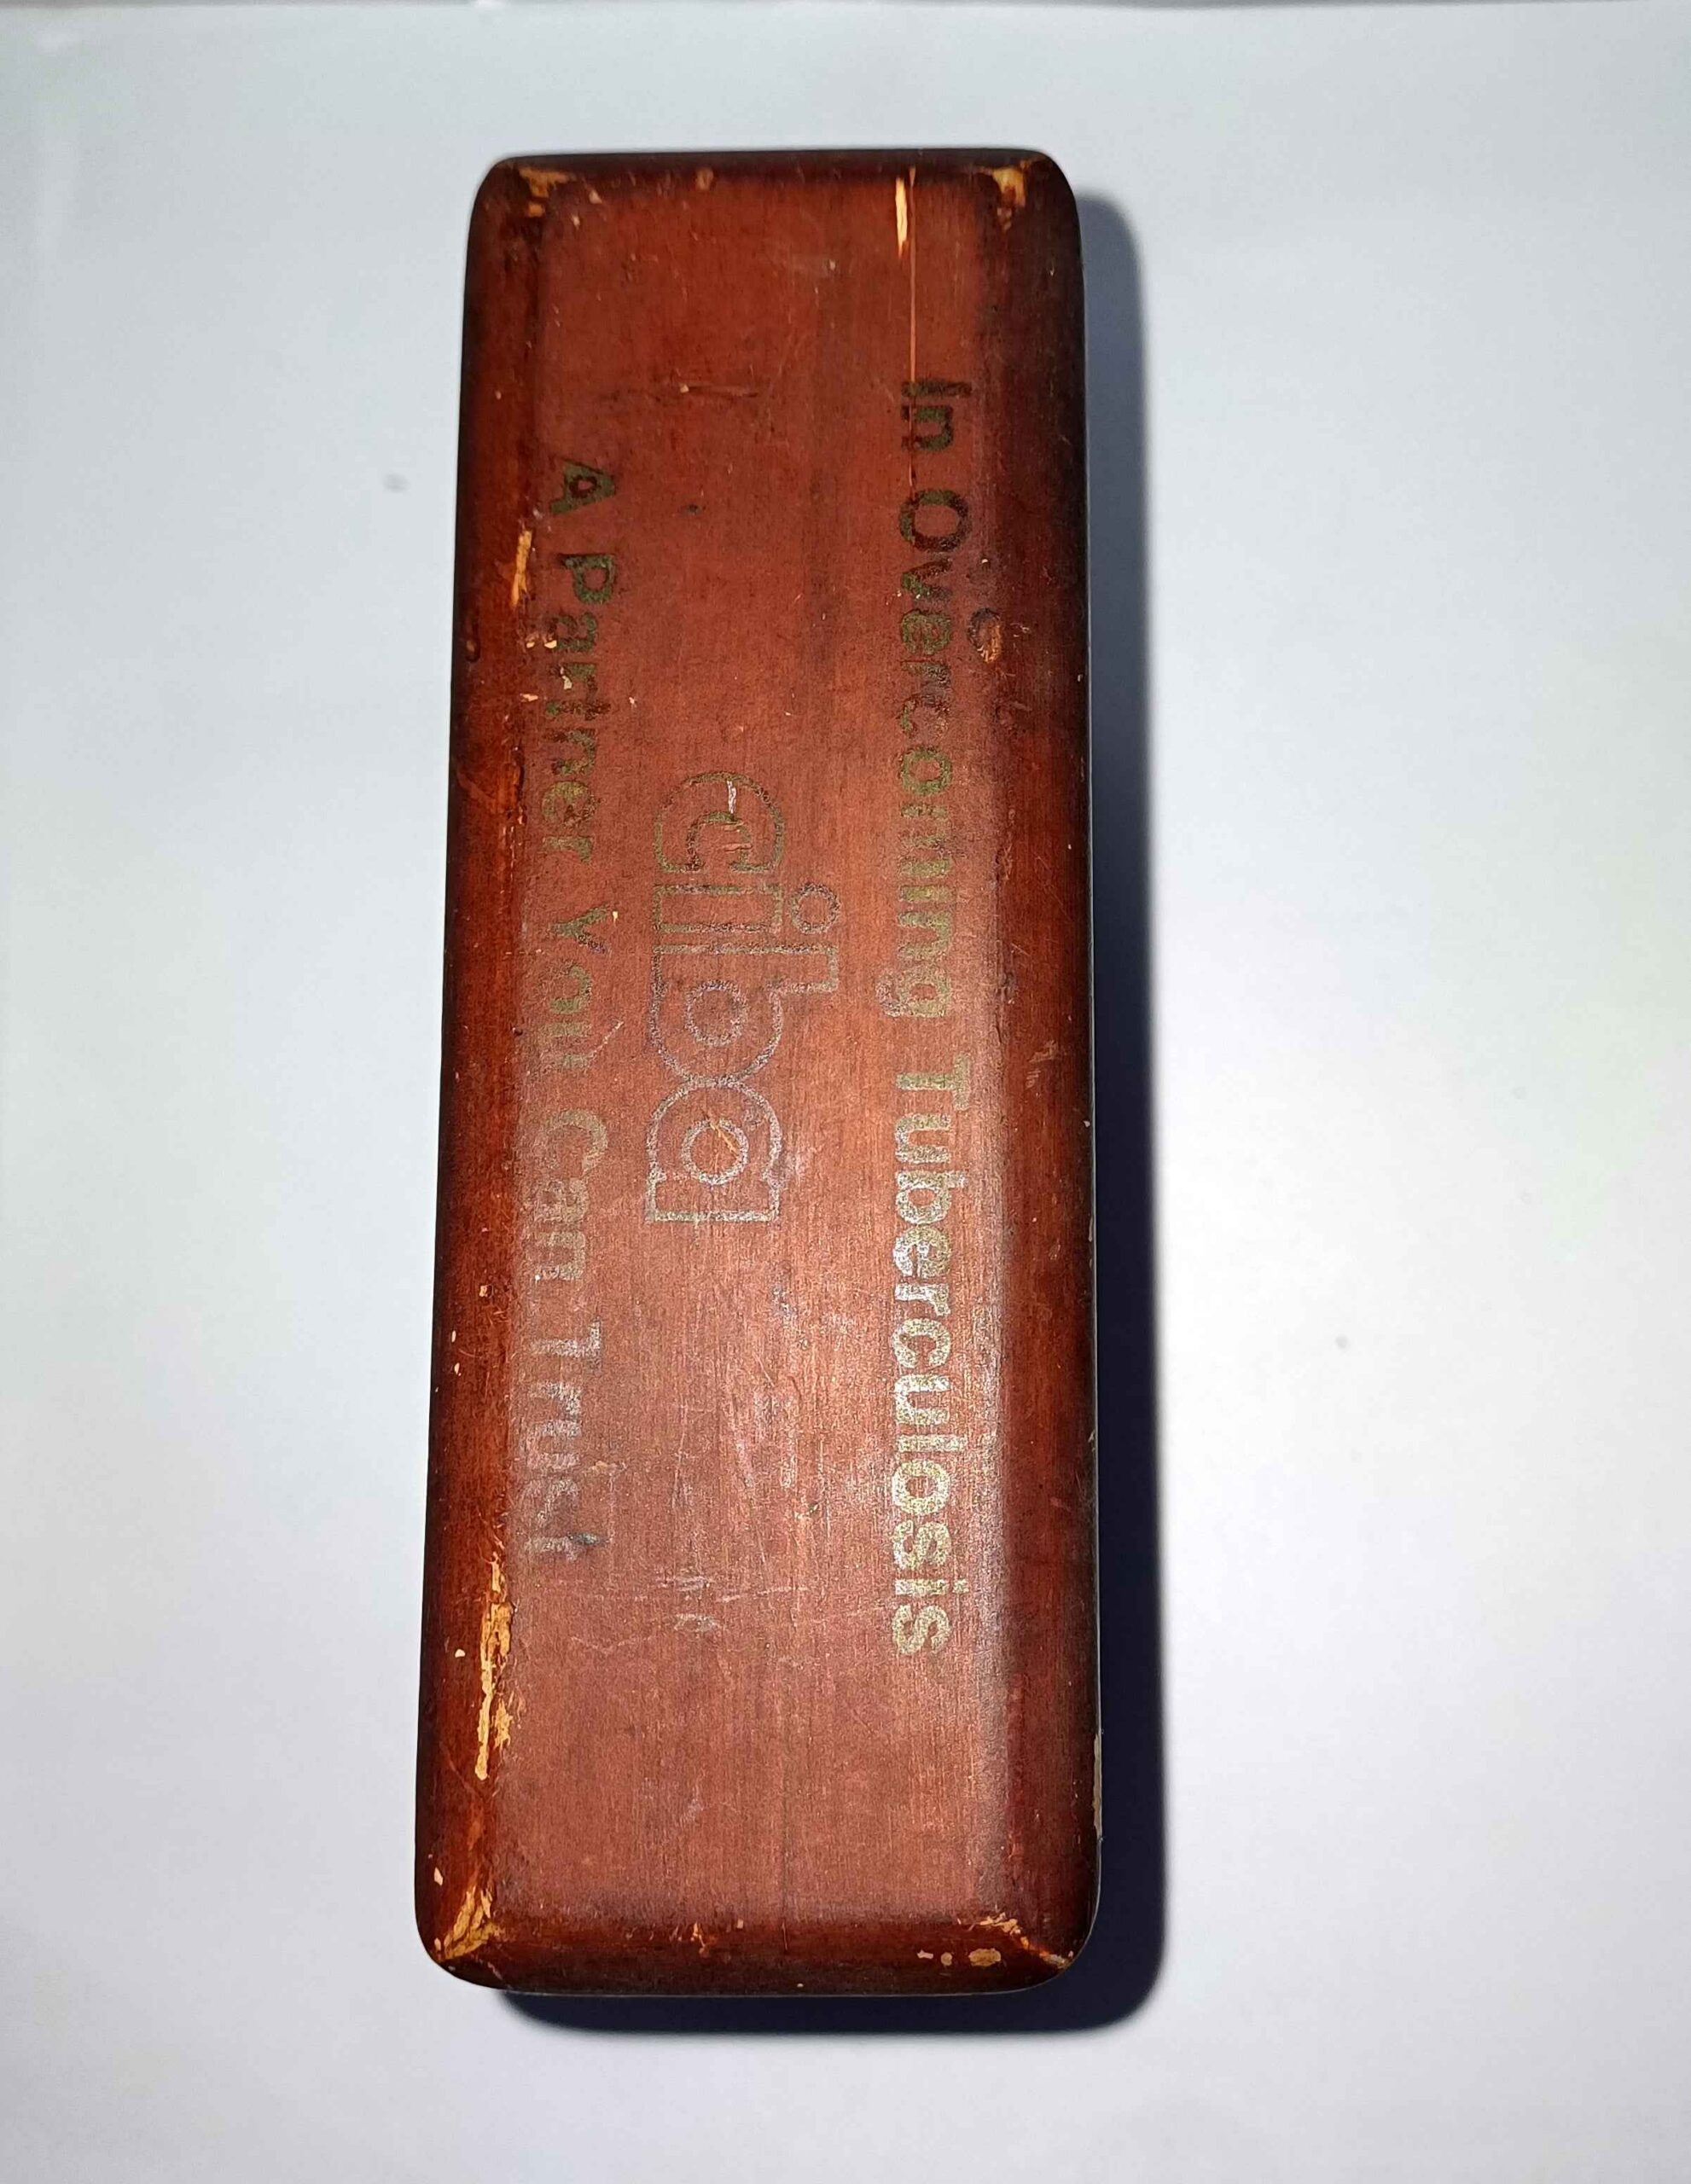 In Overcoming Tuberculosis
ciba
A Partner You Can Trust